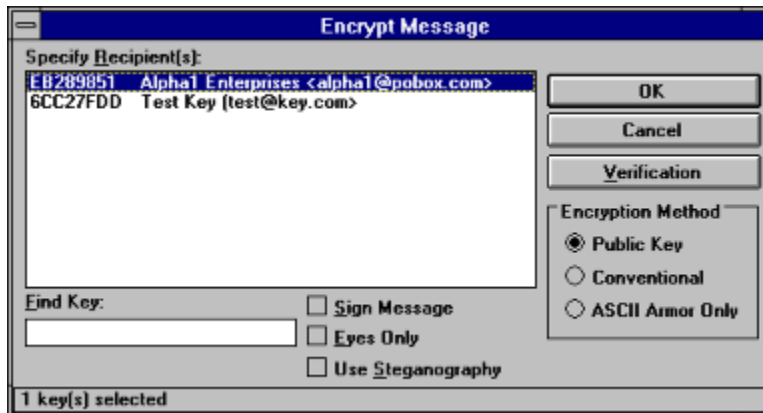 Encrypt Message
Specify Recipient(s):
EB289851 Alpha1 Enterprises <alpha1@pobox.com>
6CC27FDD Test Key (test@key.com>
OK
Cancel
Verification
Encryption Method
Public Key
Conventional
ASCII Armor Only
Find Key:
Sign Message
Eyes Only
Use Steganography
1 key(s) selected